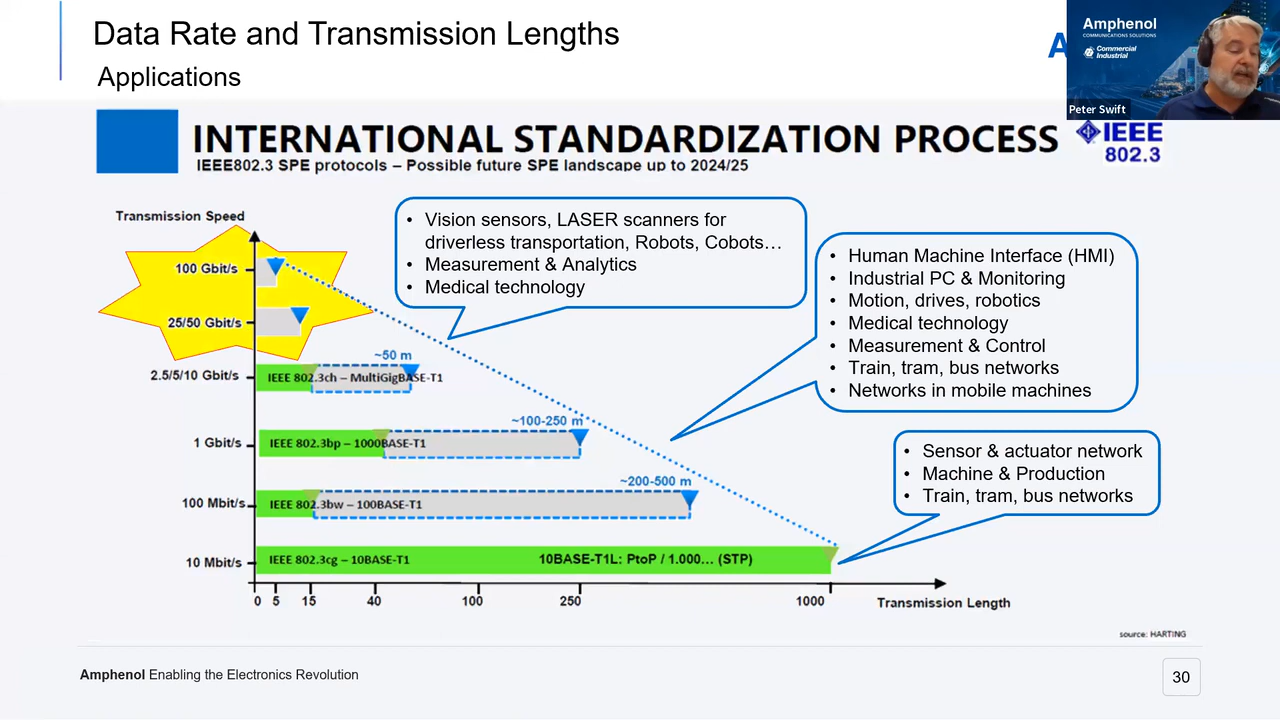 Data Rate and Transmission Lengths
Applications
A
Amphenol
COMMUNICATIONS SOLUTIONS
Commercial
Industrial
Peter Swift
INTERNATIONAL STANDARDIZATION PROCESS
IEEE802.3 SPE protocols – Possible future SPE landscape up to 2024/25
IEEE
802.3
Transmission Speed
100 Gbit/s
25/50 Gbit/s
2.5/5/10 Gbit/s
1 Gbit/s
100 Mbit/s
10 Mbit/s
• Vision sensors, LASER scanners for
driverless transportation, Robots, Cobots…
• Measurement & Analytics
• Medical technology
• Human Machine Interface (HMI)
• Industrial PC & Monitoring
• Motion, drives, robotics
• Medical technology
• Measurement & Control
• Train, tram, bus networks
• Networks in mobile machines
• Sensor & actuator network
• Machine & Production
• Train, tram, bus networks
~50 m
IEEE 802.3ch – MultiGigBASE-T1
~100-250 m
IEEE 802.3bp – 1000BASE-T1
~200-500 m
IEEE 802.3bw – 100BASE-T1
IEEE 802.3cg – 10BASE-T1
10BASE-T1L: PtoP / 1.000… (STP)
0 5 15 40 100 250 1000
Transmission Length
source: HARTING
Amphenol Enabling the Electronics Revolution
30